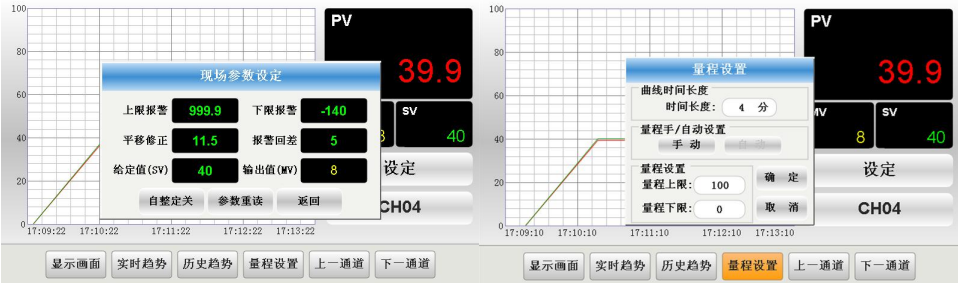 100
80
60
40
20
0
17:09:22 17:10:22 17:11:22 17:12:22 17:13:22
现场参数设定
上限报警 999.9 下限报警 -140
平移修正 11.5 报警回差 5
给定值(SV) 40 输出值(MV) 8
自整定关 参数重读 返回
PV
39.9
SV
8 40
设定
CH04
显示画面 实时趋势 历史趋势 量程设置 上一通道 下一通道
100
80
60
40
20
0
17:09:10 17:10:10 17:11:10 17:12:10 17:13:10
量程设置
曲线时间长度
时间长度: 4 分
量程手/自动设置
手 动 自 动
量程设置
量程上限: 100 确 定
量程下限: 0 取 消
PV
39.9
MV SV
8 40
设定
CH04
显示画面 实时趋势 历史趋势 量程设置 上一通道 下一通道